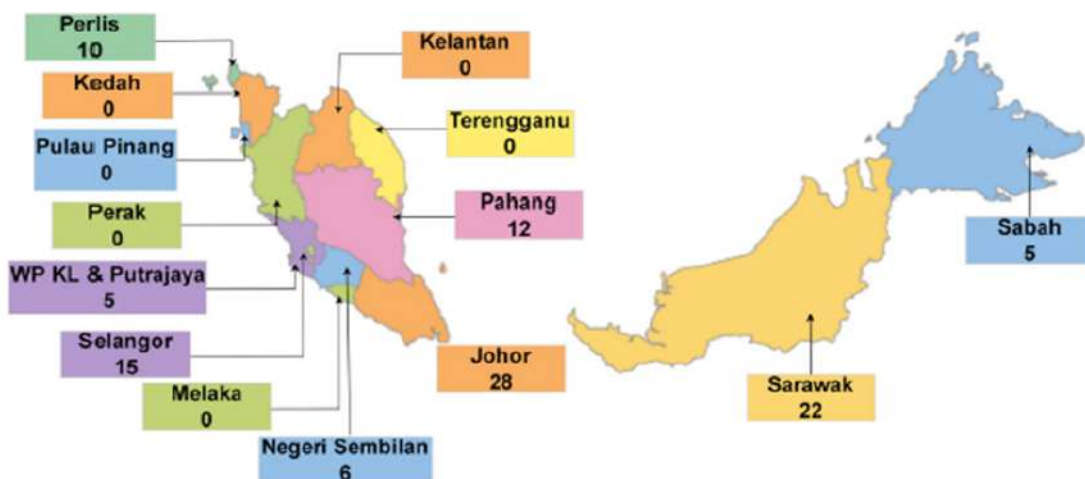 Perlis
10
Kelantan
0
Kedah
0
Terengganu
0
Pulau Pinang
0
Perak
0
Pahang
12
Sabah
5
WP KL & Putrajaya
5
Selangor
15
Johor
28
Sarawak
22
Melaka
0
Negeri Sembilan
6